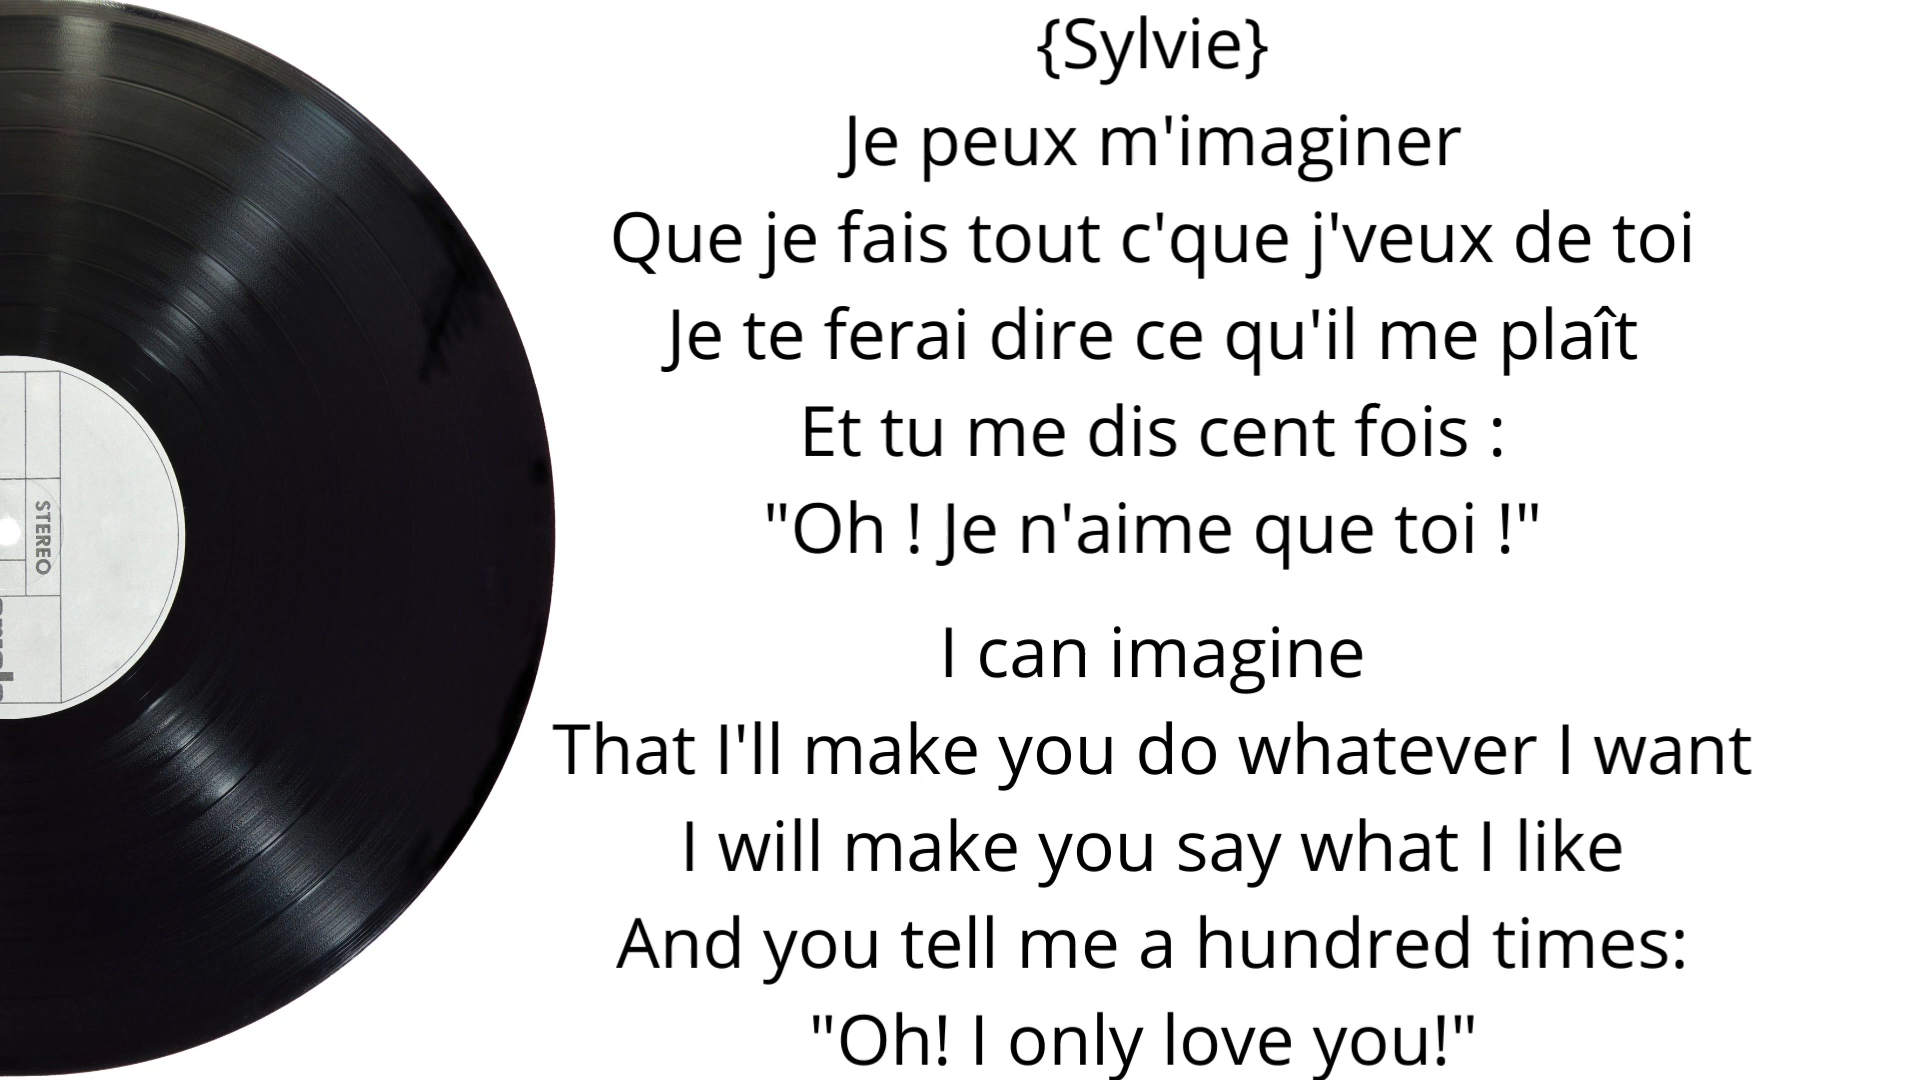 {Sylvie}
Je peux m'imaginer
Que je fais tout c'que j'veux de toi
Je te ferai dire ce qu'il me plaît
Et tu me dis cent fois :
"Oh ! Je n'aime que toi !"
I can imagine
That I'll make you do whatever I want
I will make you say what I like
And you tell me a hundred times:
"Oh! I only love you!"
STEREO